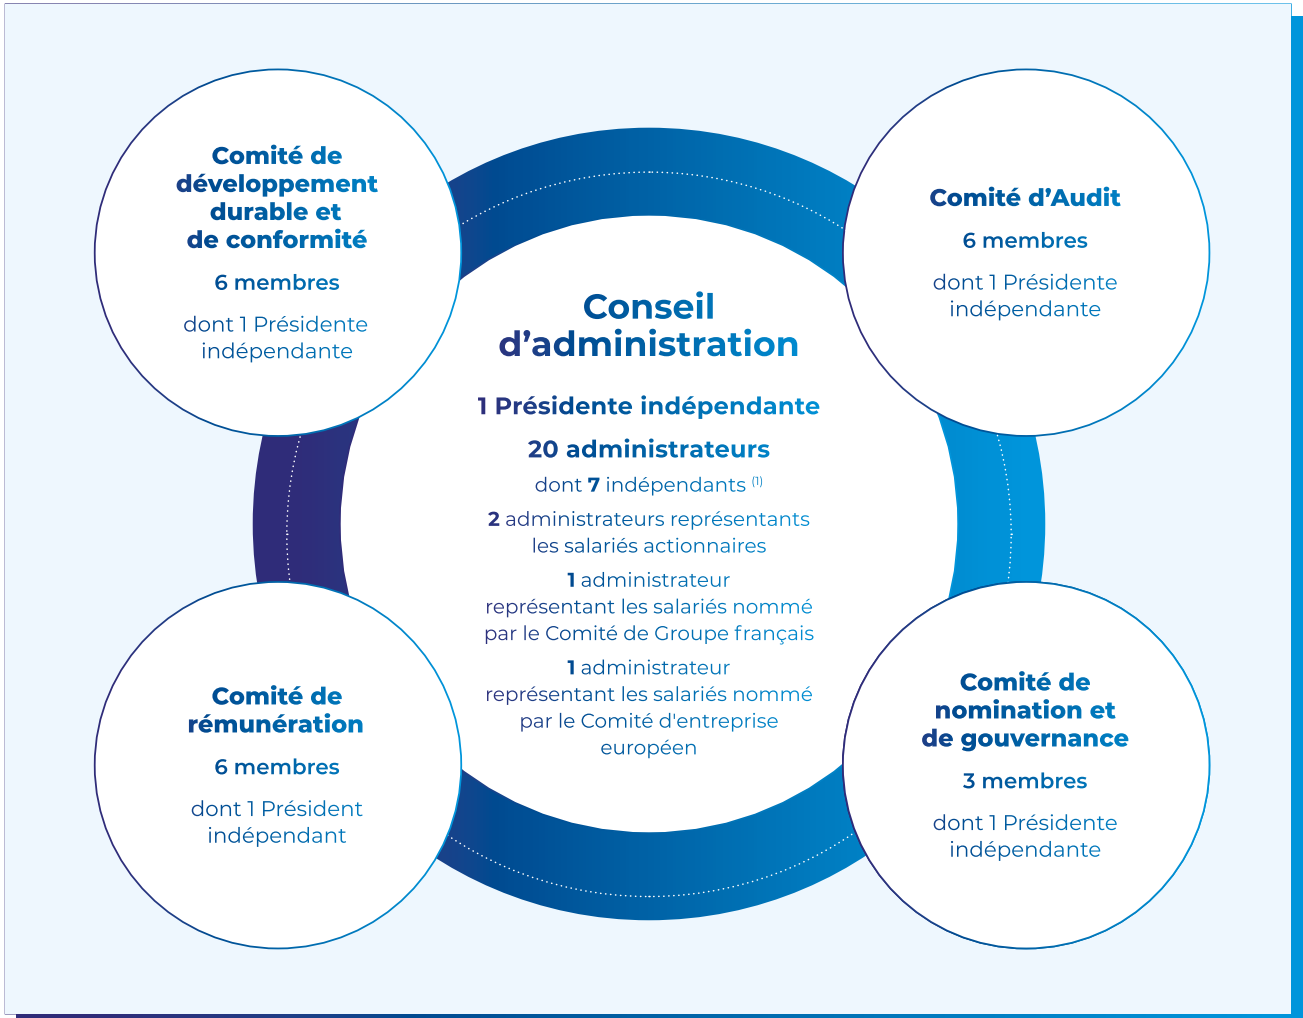 Comité de
développement
durable et
de conformité
6 membres
dont 1 Présidente
indépendante
Comité d’Audit
6 membres
dont 1 Présidente
indépendante
Conseil
d’administration
1 Présidente indépendante
20 administrateurs
dont 7 indépendants (1)
2 administrateurs représentants
les salariés actionnaires
1 administrateur
représentant les salariés nommé
par le Comité de Groupe français
1 administrateur
représentant les salariés nommé
par le Comité d'entreprise
européen
Comité de
rémunération
6 membres
dont 1 Président
indépendant
Comité de
nomination et
de gouvernance
3 membres
dont 1 Présidente
indépendante